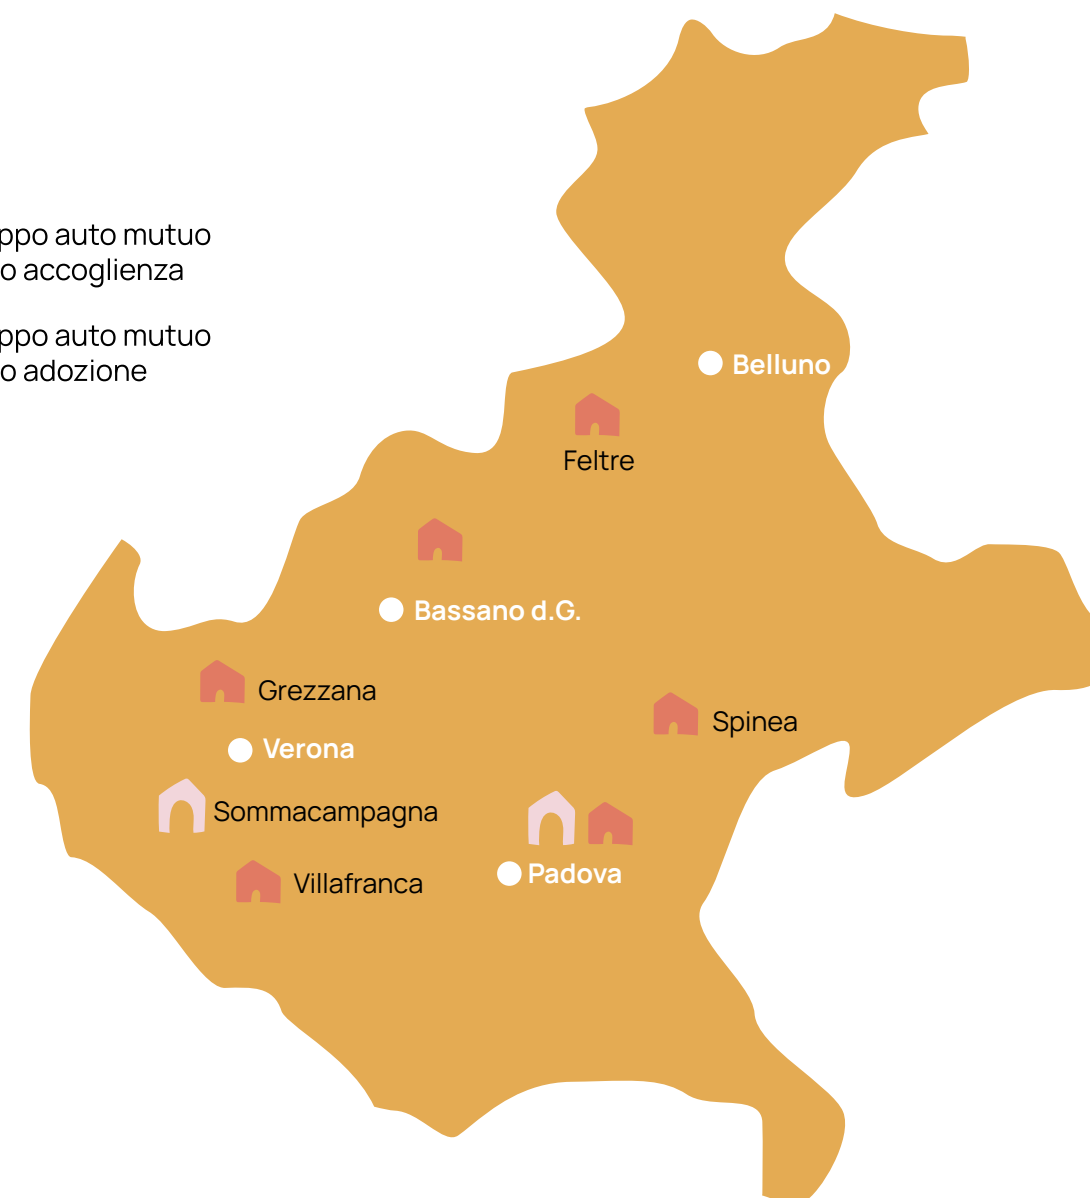 ppo auto mutuo
o accoglienza
ppo auto mutuo
o adozione
Belluno
Feltre
Bassano d.G.
Grezzana
Spinea
Verona
Sommacampagna
Padova
Villafranca